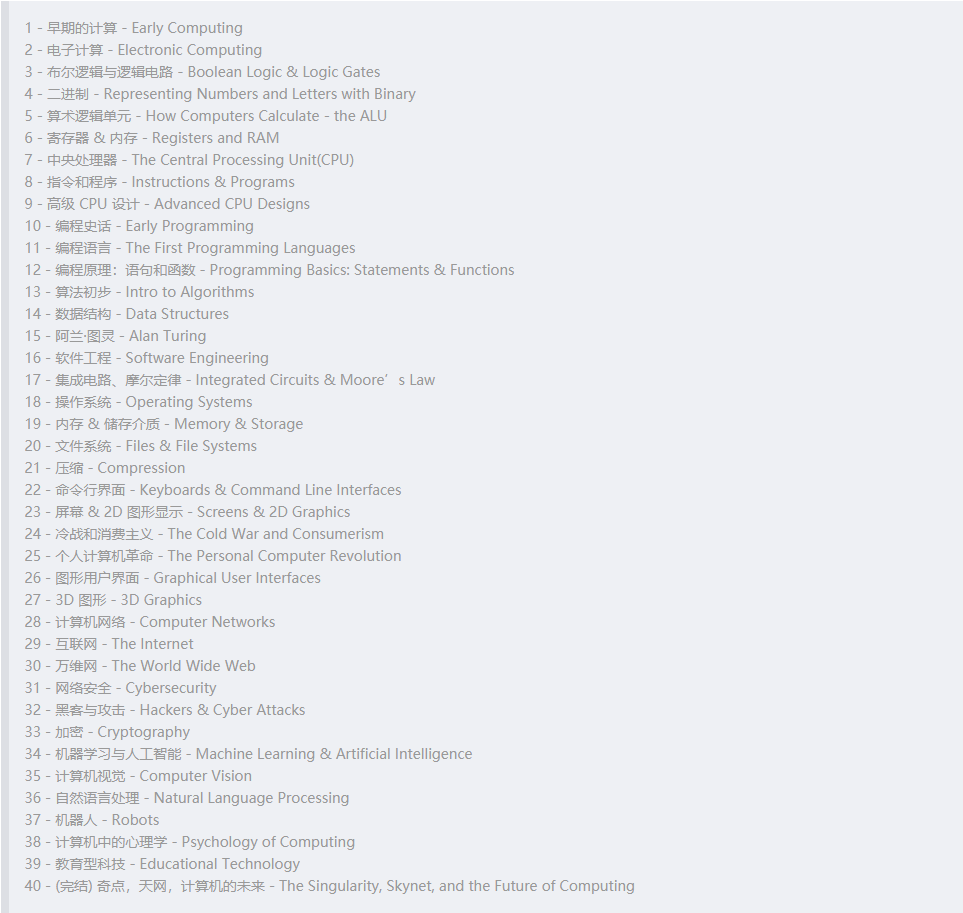 1 - 早期的计算 - Early Computing
2 - 电子计算 - Electronic Computing
3 - 布尔逻辑与逻辑电路 - Boolean Logic & Logic Gates
4 - 二进制 - Representing Numbers and Letters with Binary
5 - 算术逻辑单元 - How Computers Calculate - the ALU
6 - 寄存器 & 内存 - Registers and RAM
7 - 中央处理器 - The Central Processing Unit(CPU)
8 - 指令和程序 - Instructions & Programs
9 - 高级 CPU 设计 - Advanced CPU Designs
10 - 编程史话 - Early Programming
11 - 编程语言 - The First Programming Languages
12 - 编程原理：语句和函数 - Programming Basics: Statements & Functions
13 - 算法初步 - Intro to Algorithms
14 - 数据结构 - Data Structures
15 - 阿兰·图灵 - Alan Turing
16 - 软件工程 - Software Engineering
17 - 集成电路、摩尔定律 - Integrated Circuits & Moore’s Law
18 - 操作系统 - Operating Systems
19 - 内存 & 储存介质 - Memory & Storage
20 - 文件系统 - Files & File Systems
21 - 压缩 - Compression
22 - 命令行界面 - Keyboards & Command Line Interfaces
23 - 屏幕 & 2D 图形显示 - Screens & 2D Graphics
24 - 冷战和消费主义 - The Cold War and Consumerism
25 - 个人计算机革命 - The Personal Computer Revolution
26 - 图形用户界面 - Graphical User Interfaces
27 - 3D 图形 - 3D Graphics
28 - 计算机网络 - Computer Networks
29 - 互联网 - The Internet
30 - 万维网 - The World Wide Web
31 - 网络安全 - Cybersecurity
32 - 黑客与攻击 - Hackers & Cyber Attacks
33 - 加密 - Cryptography
34 - 机器学习与人工智能 - Machine Learning & Artificial Intelligence
35 - 计算机视觉 - Computer Vision
36 - 自然语言处理 - Natural Language Processing
37 - 机器人 - Robots
38 - 计算机中的心理学 - Psychology of Computing
39 - 教育型科技 - Educational Technology
40 - (完结) 奇点，天网，计算机的未来 - The Singularity, Skynet, and the Future of Computing